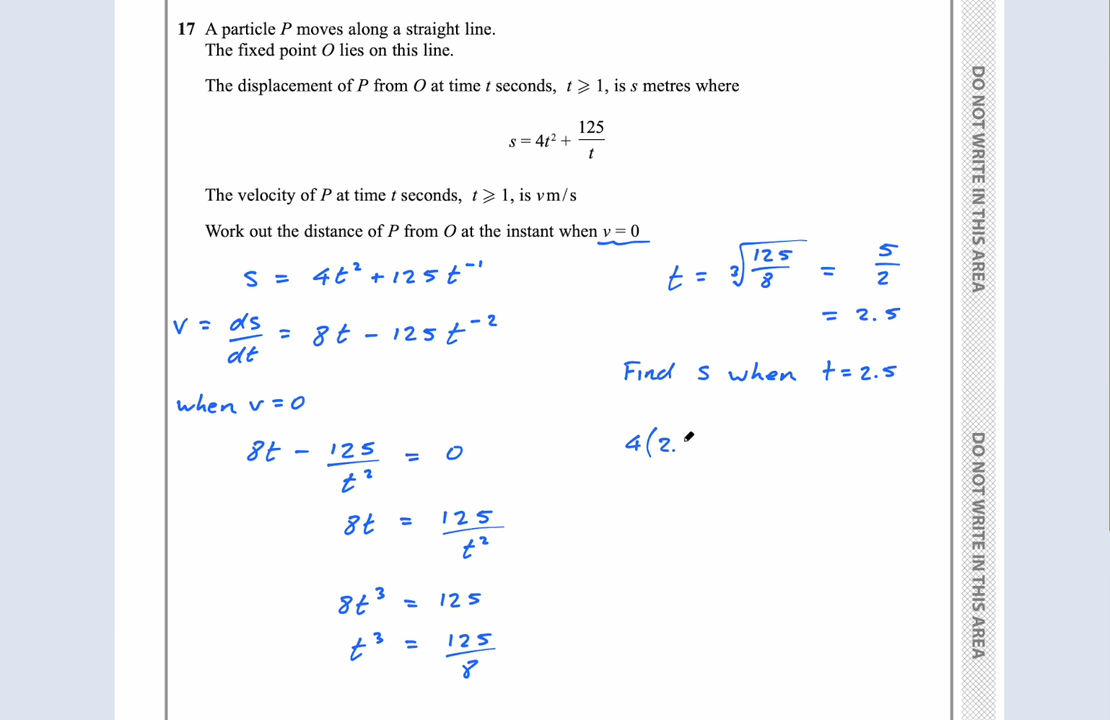 17 A particle P moves along a straight line.
The fixed point O lies on this line.
The displacement of P from O at time t seconds, t ⩾ 1, is s metres where
s = 4t² + 125/t
The velocity of P at time t seconds, t ⩾ 1, is v m/s
Work out the distance of P from O at the instant when v = 0
s = 4t² + 125t⁻¹
v = ds/dt = 8t − 125t⁻²
when v = 0
8t − 125/t² = 0
8t = 125/t²
8t³ = 125
t³ = 125/8
t = ∛(125/8) = 5/2
= 2.5
Find s when t = 2.5
4(2.
DO NOT WRITE IN THIS AREA
DO NOT WRITE IN THIS AREA